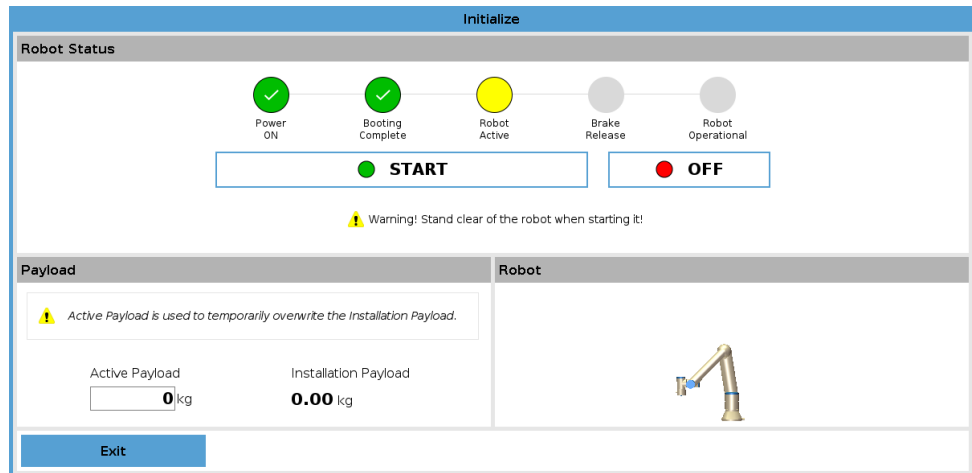 Initialize
Robot Status
Power
ON
Booting
Complete
Robot
Active
Brake
Release
Robot
Operational
START
OFF
Warning! Stand clear of the robot when starting it!
Payload
Robot
Active Payload is used to temporarily overwrite the Installation Payload.
Active Payload
Installation Payload
0 kg
0.00 kg
Exit